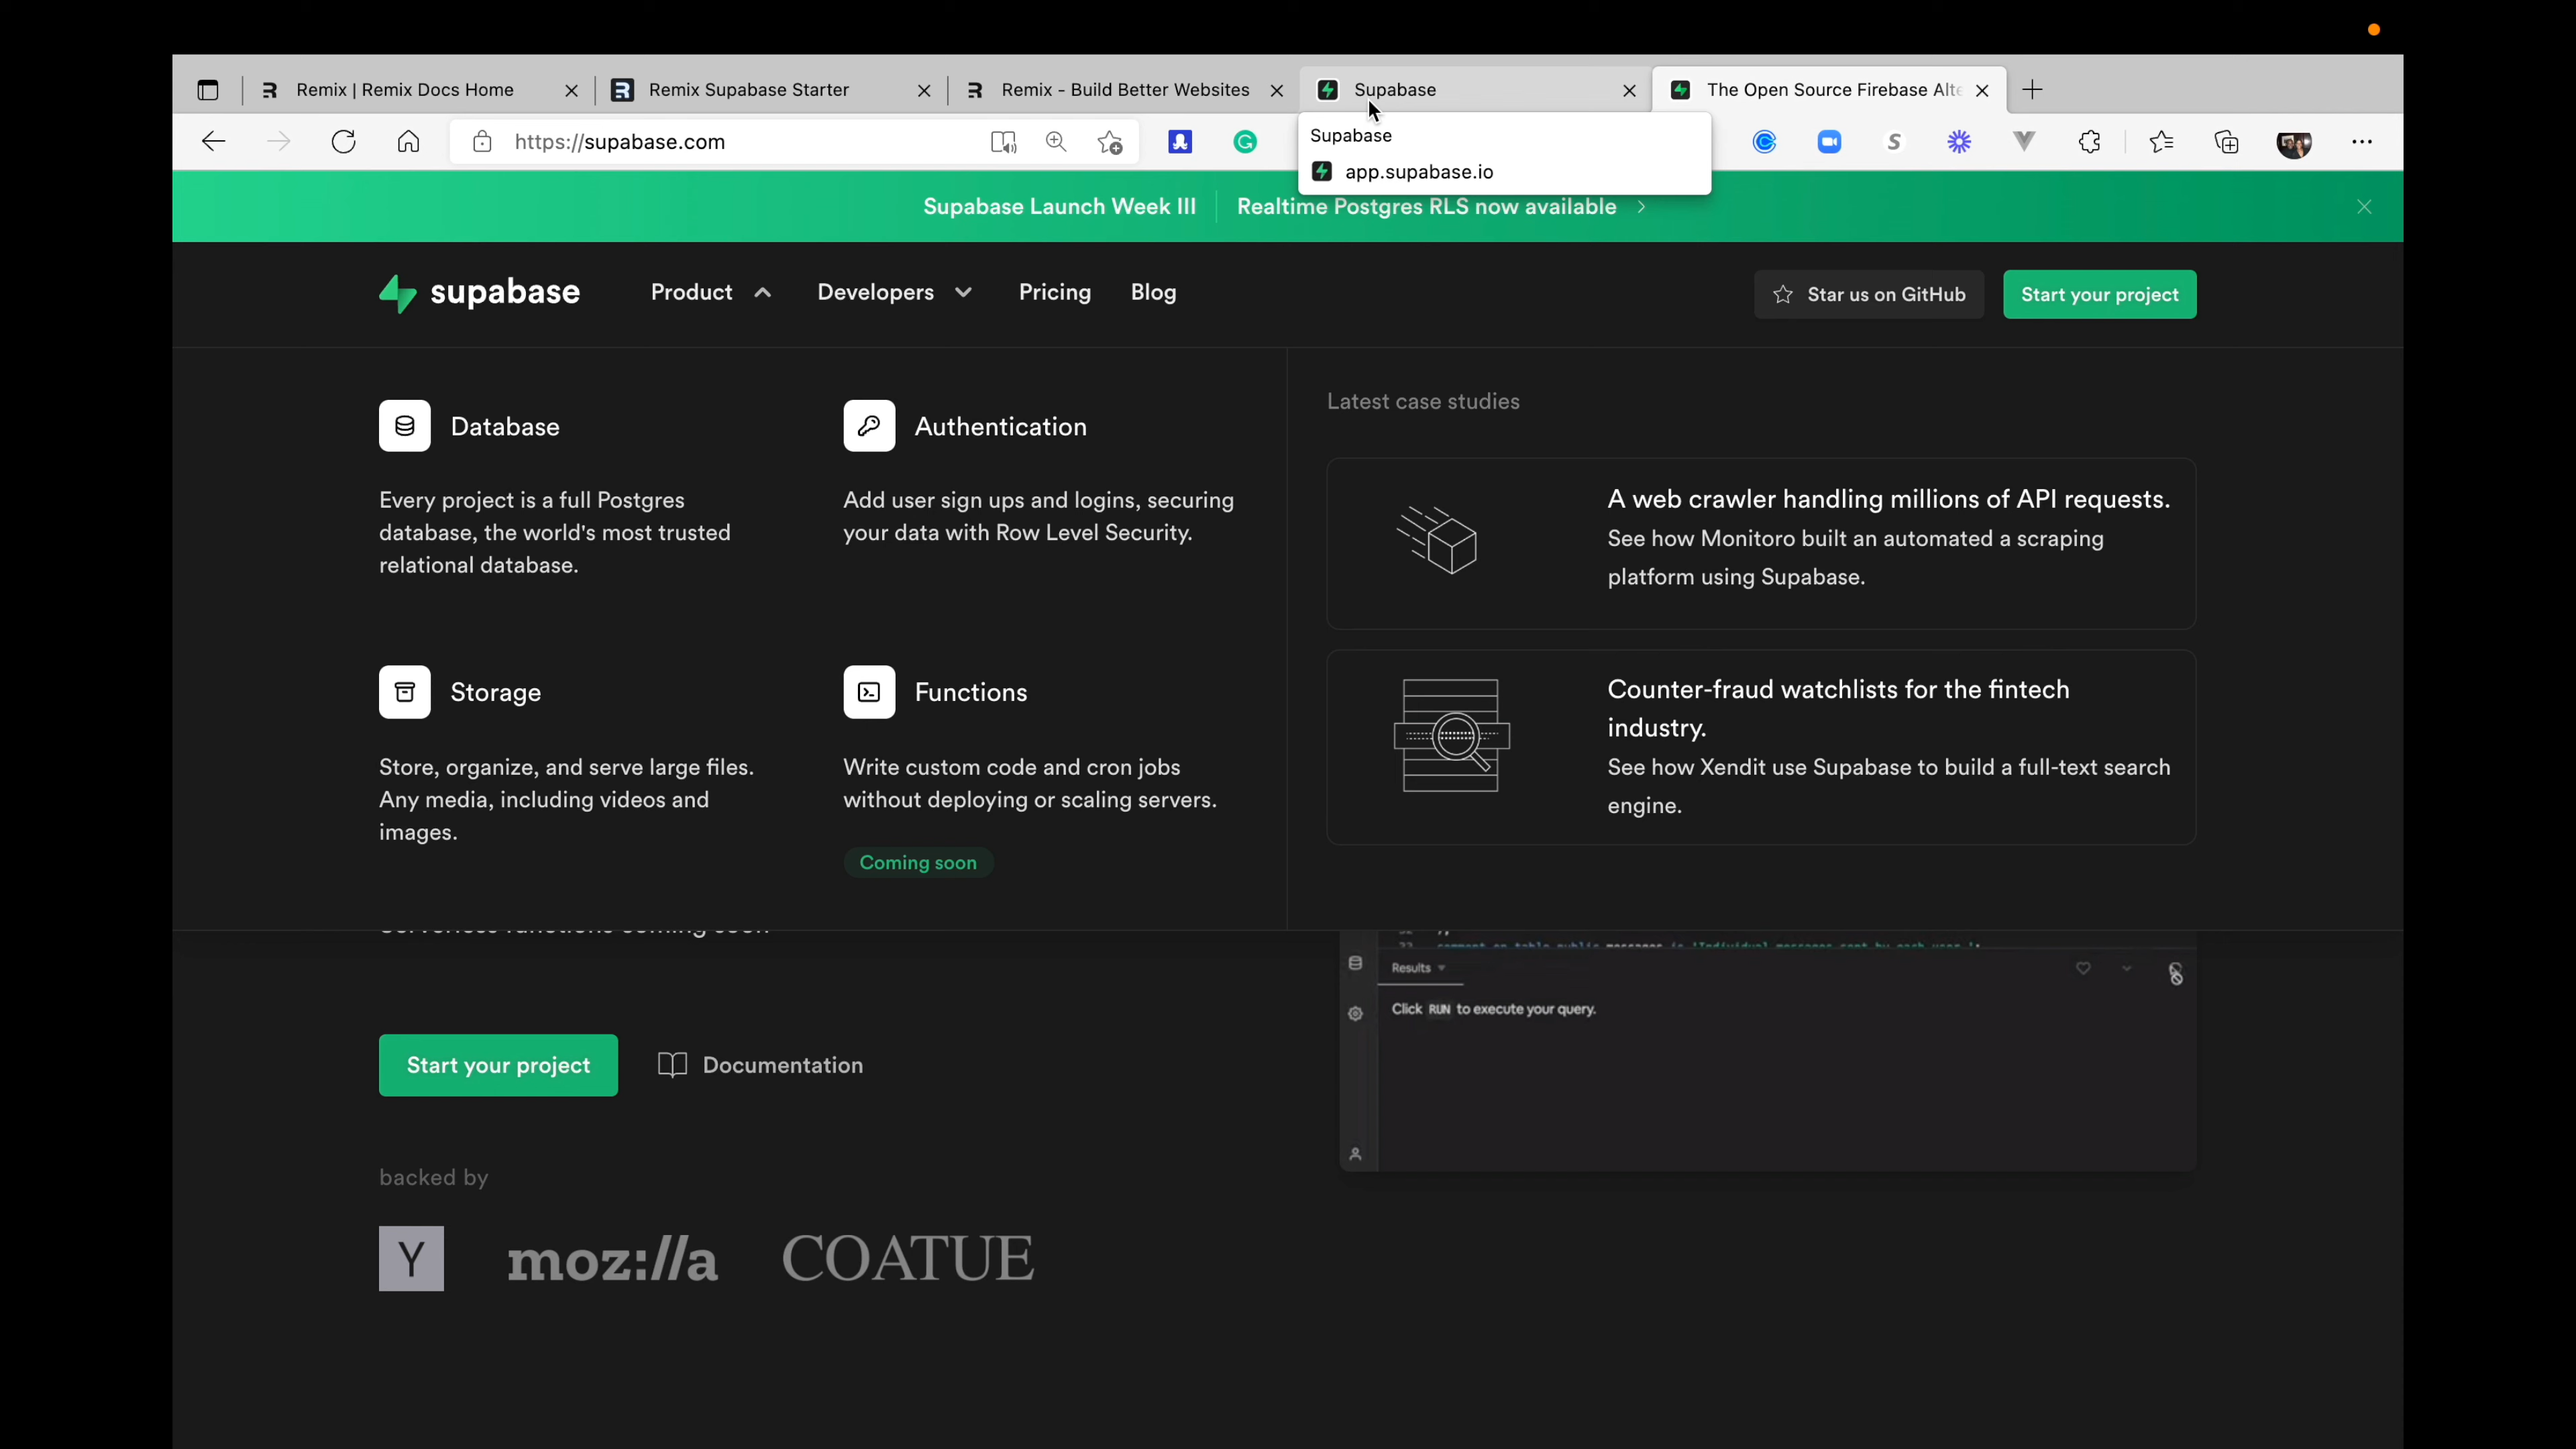 Remix | Remix Docs Home
Remix Supabase Starter
Remix - Build Better Websites
Supabase
The Open Source Firebase Alte
https://supabase.com
Supabase
app.supabase.io
Supabase Launch Week III
Realtime Postgres RLS now available
supabase
Product
Developers
Pricing
Blog
Star us on GitHub
Start your project
Database
Every project is a full Postgres
database, the world's most trusted
relational database.
Authentication
Add user sign ups and logins, securing
your data with Row Level Security.
Storage
Store, organize, and serve large files.
Any media, including videos and
images.
Functions
Write custom code and cron jobs
without deploying or scaling servers.
Coming soon
Latest case studies
A web crawler handling millions of API requests.
See how Monitoro built an automated a scraping
platform using Supabase.
Counter-fraud watchlists for the fintech
industry.
See how Xendit use Supabase to build a full-text search
engine.
Results
Click RUN to execute your query.
Start your project
Documentation
backed by
Y
moz://a
COATUE